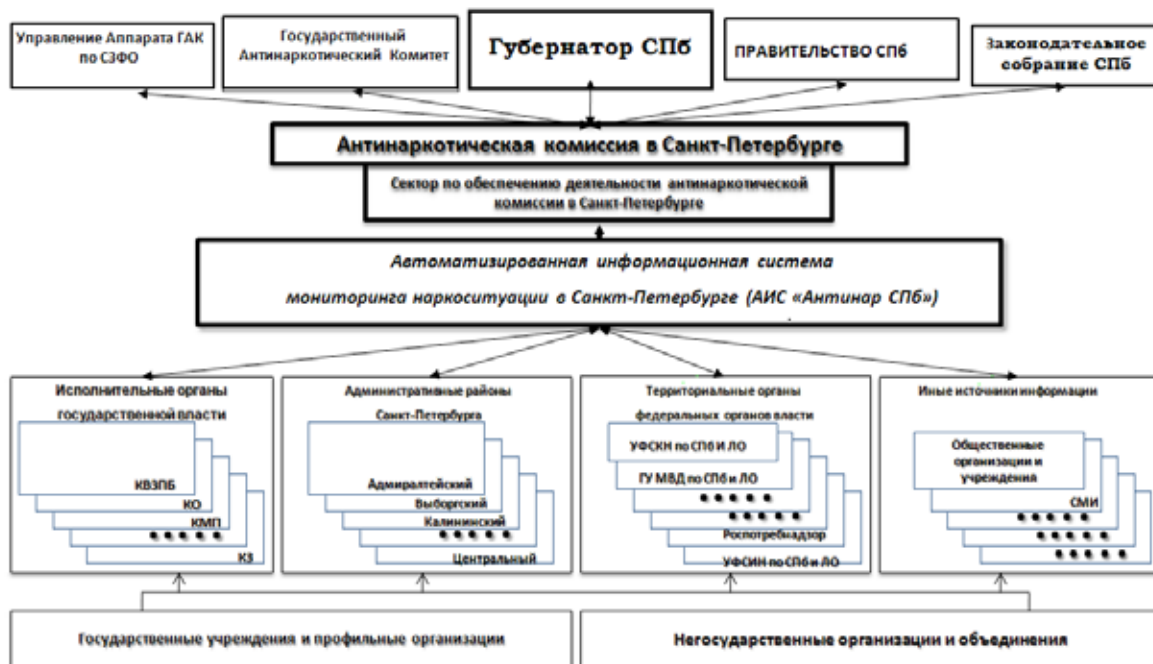 Управление Аппарата ГАК
по СЗФО
Государственный
Антинаркотический Комитет
Губернатор СПб
ПРАВИТЕЛЬСТВО СПб
Законодательное
собрание СПб
Антинаркотическая комиссия в Санкт-Петербурге
Сектор по обеспечению деятельности антинаркотической
комиссии в Санкт-Петербурге
Автоматизированная информационная система
мониторинга наркоситуации в Санкт-Петербурге (АИС «Антинар СПб»)
Исполнительные органы
государственной власти
КВЗПБ
КО
КМП
КЗ
Административные районы
Санкт-Петербурга
Адмиралтейский
Выборгский
Калининский
Центральный
Территориальные органы
федеральных органов власти
УФСКН по СПб И ЛО
ГУ МВД по СПб и ЛО
Роспотребнадзор
УФСИН по СПб и ЛО
Иные источники информации
Общественные
организации и
учреждения
СМИ
Государственные учреждения и профильные организации
Негосударственные организации и объединения